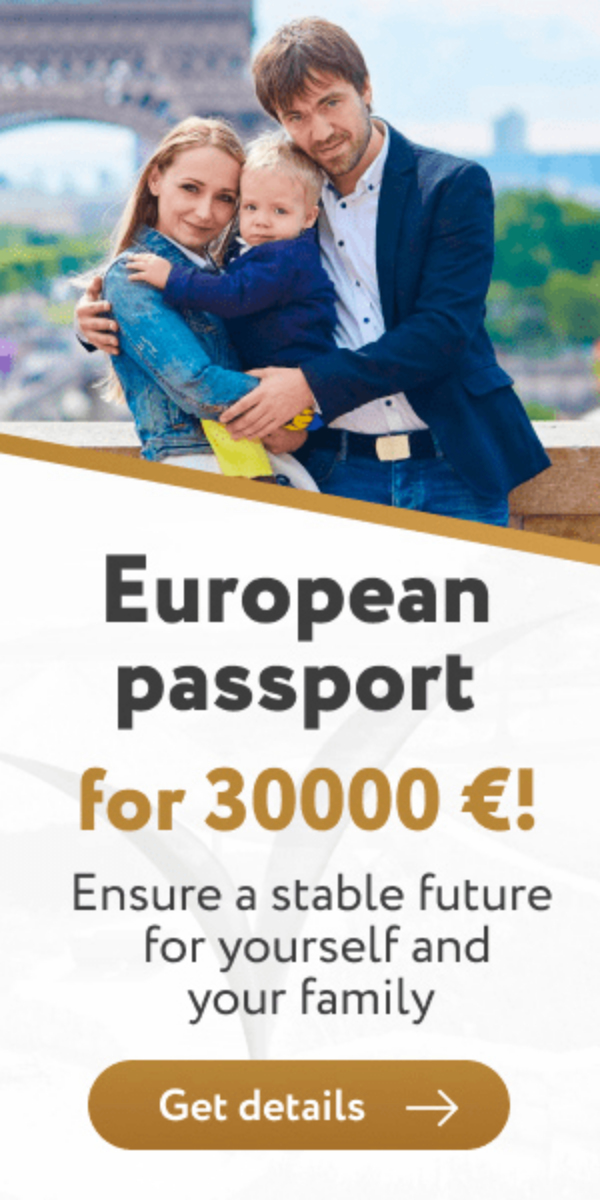 European
passport
for 30000 €!
Ensure a stable future
for yourself and
your family
Get details